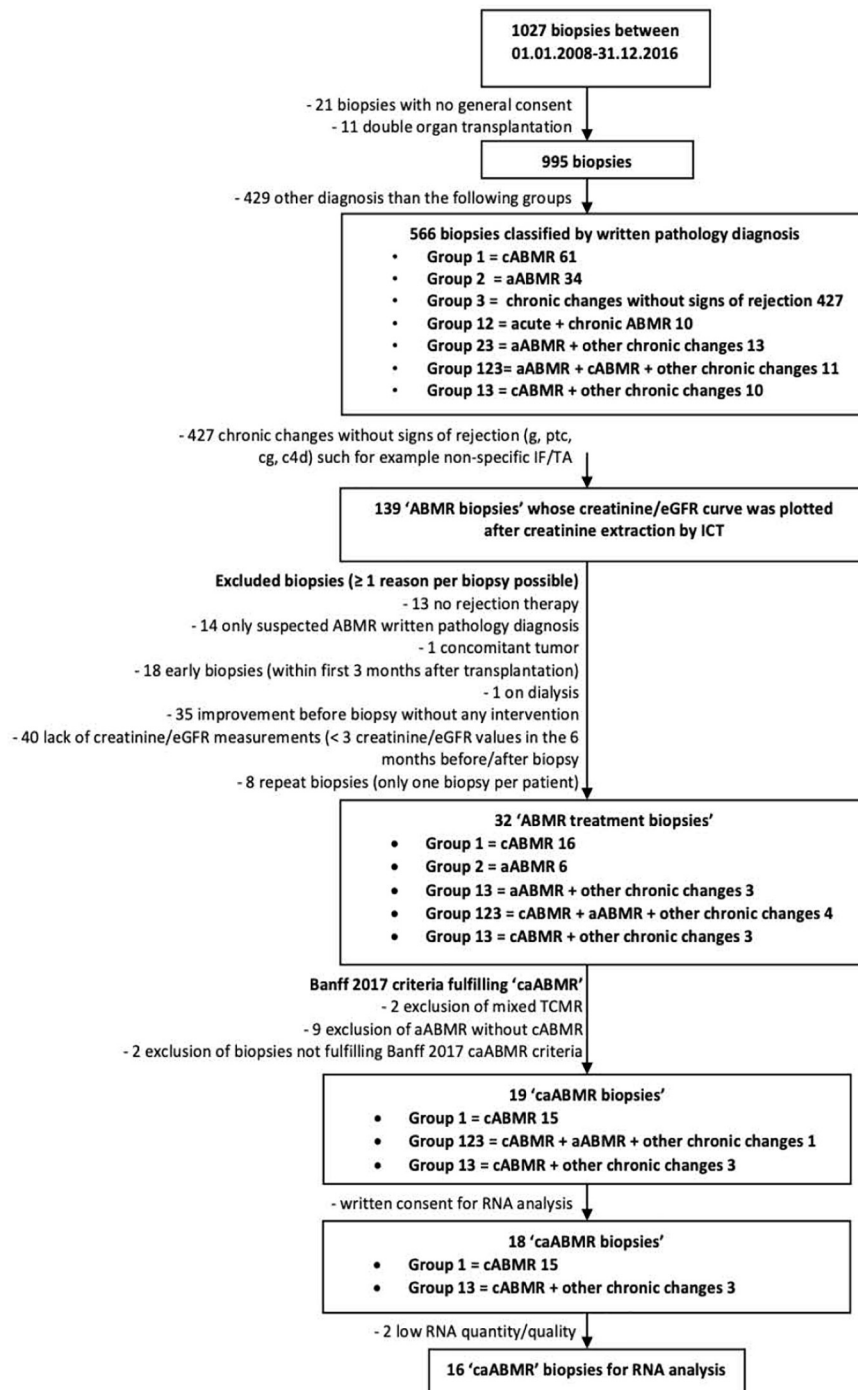 1027 biopsies between
01.01.2008-31.12.2016
- 21 biopsies with no general consent
- 11 double organ transplantation
995 biopsies
- 429 other diagnosis than the following groups
566 biopsies classified by written pathology diagnosis
• Group 1 = cABMR 61
• Group 2 = aABMR 34
• Group 3 = chronic changes without signs of rejection 427
• Group 12 = acute + chronic ABMR 10
• Group 23 = aABMR + other chronic changes 13
• Group 123= aABMR + cABMR + other chronic changes 11
• Group 13 = cABMR + other chronic changes 10
- 427 chronic changes without signs of rejection (g, ptc,
cg, c4d) such for example non-specific IF/TA
139 ‘ABMR biopsies’ whose creatinine/eGFR curve was plotted
after creatinine extraction by ICT
Excluded biopsies (≥ 1 reason per biopsy possible)
- 13 no rejection therapy
- 14 only suspected ABMR written pathology diagnosis
- 1 concomitant tumor
- 18 early biopsies (within first 3 months after transplantation)
- 1 on dialysis
- 35 improvement before biopsy without any intervention
- 40 lack of creatinine/eGFR measurements (< 3 creatinine/eGFR values in the 6
months before/after biopsy
- 8 repeat biopsies (only one biopsy per patient)
32 ‘ABMR treatment biopsies’
• Group 1 = cABMR 16
• Group 2 = aABMR 6
• Group 13 = aABMR + other chronic changes 3
• Group 123 = cABMR + aABMR + other chronic changes 4
• Group 13 = cABMR + other chronic changes 3
Banff 2017 criteria fulfilling ‘caABMR’
- 2 exclusion of mixed TCMR
- 9 exclusion of aABMR without cABMR
- 2 exclusion of biopsies not fulfilling Banff 2017 caABMR criteria
19 ‘caABMR biopsies’
• Group 1 = cABMR 15
• Group 123 = cABMR + aABMR + other chronic changes 1
• Group 13 = cABMR + other chronic changes 3
- written consent for RNA analysis
18 ‘caABMR biopsies’
• Group 1 = cABMR 15
• Group 13 = cABMR + other chronic changes 3
- 2 low RNA quantity/quality
16 ‘caABMR’ biopsies for RNA analysis